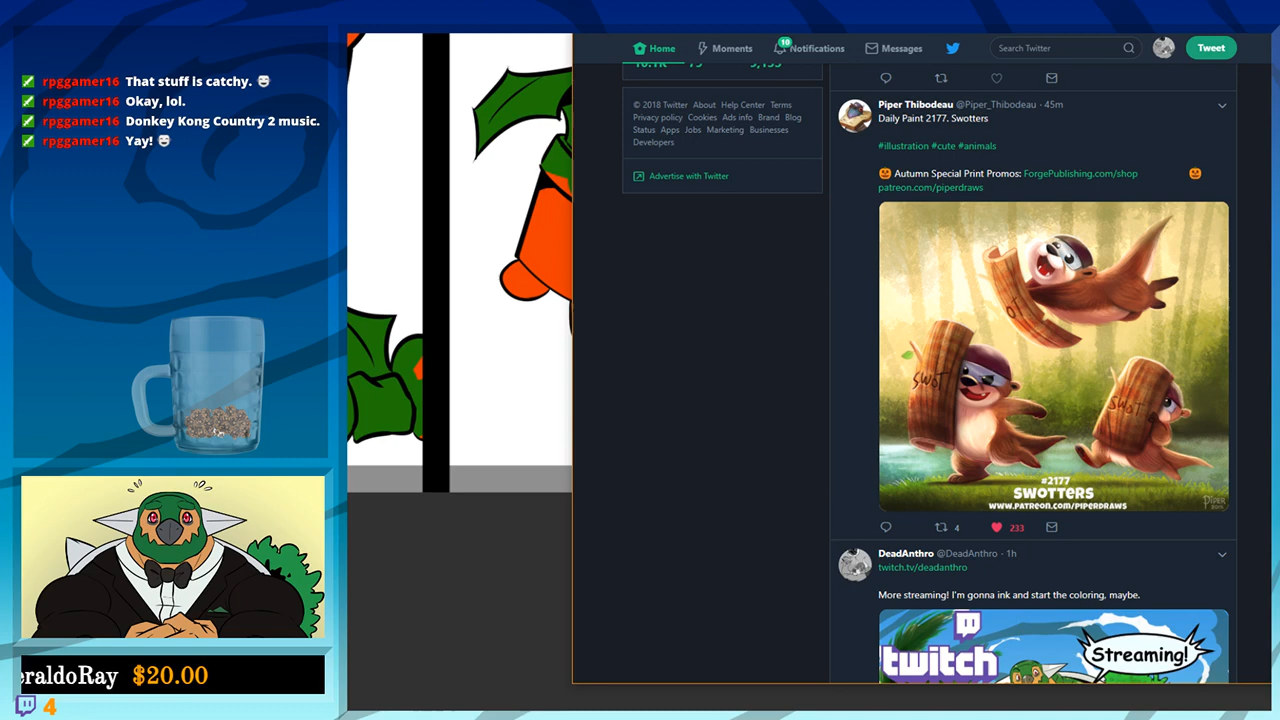 rpggamer16 That stuff is catchy.
rpggamer16 Okay, lol.
rpggamer16 Donkey Kong Country 2 music.
rpggamer16 Yay!
eraldoRay $20.00
4
Home
Moments
10
Notifications
Messages
Search Twitter
Tweet
© 2018 Twitter About Help Center Terms
Privacy policy Cookies Ads info Brand Blog
Status Apps Jobs Marketing Businesses
Developers
Advertise with Twitter
Piper Thibodeau @Piper_Thibodeau · 45m
Daily Paint 2177. Swotters
#illustration #cute #animals
Autumn Special Print Promos: ForgePublishing.com/shop
patreon.com/piperdraws
OT
SWOT
SWOT
#2177
SWOTTERS
WWW.PATREON.COM/PIPERDRAWS
PIPER
4 233
DeadAnthro @DeadAnthro · 1h
twitch.tv/deadanthro
More streaming! I'm gonna ink and start the coloring, maybe.
twitch
Streaming!